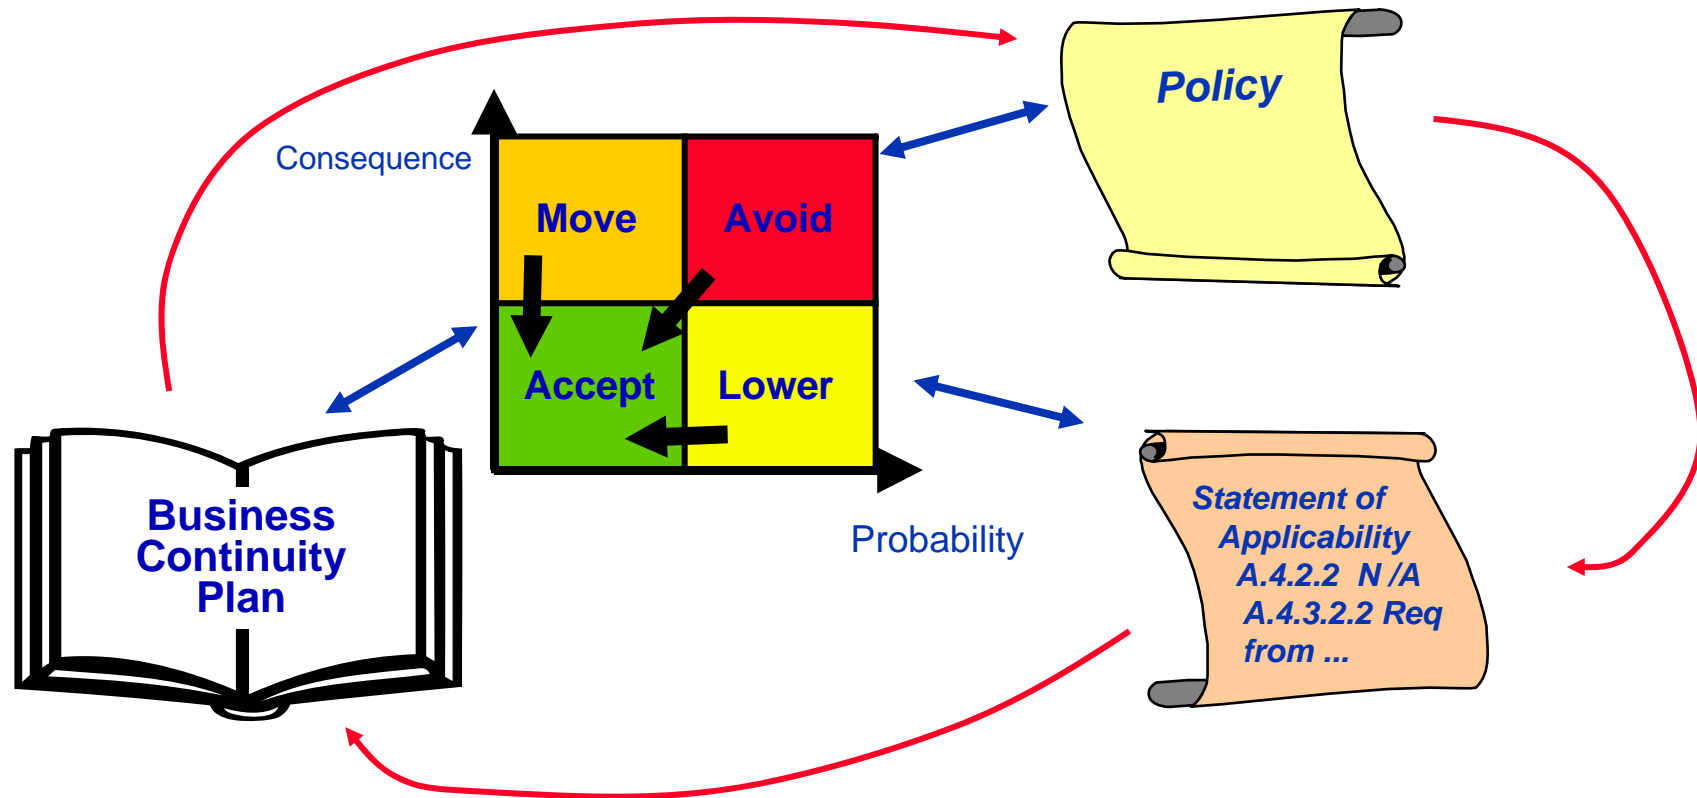 Policy
Consequence
Move
Avoid
Accept
Lower
Probability
Business
Continuity
Plan
Statement of
Applicability
A.4.2.2 N /A
A.4.3.2.2 Req
from ...